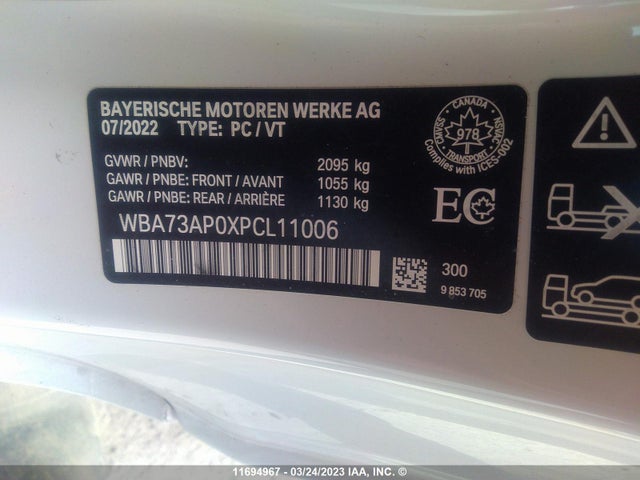 BAYERISCHE MOTOREN WERKE AG
07/2022 TYPE: PC / VT
GVWR / PNBV: 2095 kg
GAWR / PNBE: FRONT / AVANT 1055 kg
GAWR / PNBE: REAR / ARRIÈRE 1130 kg
WBA73AP0XPCL11006
CANADA
978
TRANSPORT
Complies with ICES-002
EC
300
9 853 705
11694967 - 03/24/2023 IAA, INC. ©